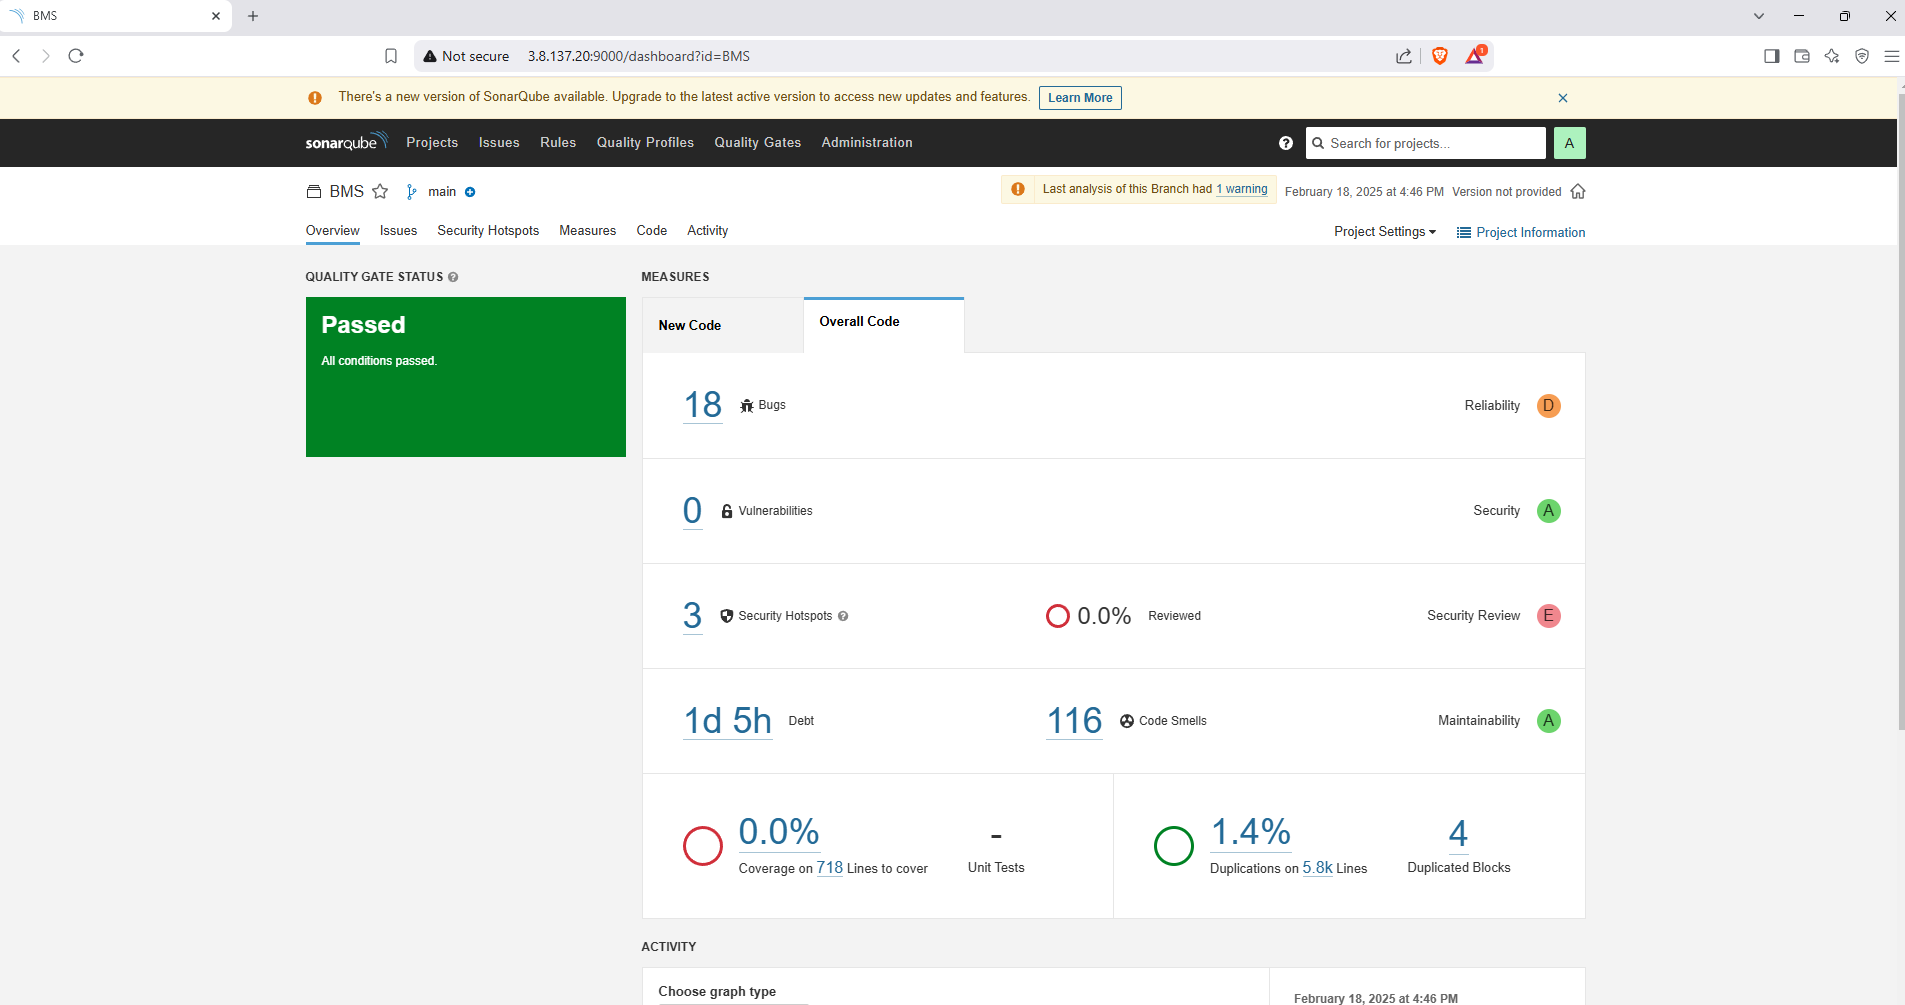 BMS
Not secure 3.8.137.20:9000/dashboard?id=BMS
1
There's a new version of SonarQube available. Upgrade to the latest active version to access new updates and features. Learn More
sonarqube Projects Issues Rules Quality Profiles Quality Gates Administration Search for projects... A
BMS main Last analysis of this Branch had 1 warning February 18, 2025 at 4:46 PM Version not provided
Overview Issues Security Hotspots Measures Code Activity Project Settings Project Information
QUALITY GATE STATUS
Passed
All conditions passed.
MEASURES
New Code Overall Code
18 Bugs Reliability D
0 Vulnerabilities Security A
3 Security Hotspots 0.0% Reviewed Security Review E
1d 5h Debt 116 Code Smells Maintainability A
0.0% - 1.4% 4
Coverage on 718 Lines to cover Unit Tests Duplications on 5.8k Lines Duplicated Blocks
ACTIVITY
Choose graph type
February 18, 2025 at 4:46 PM